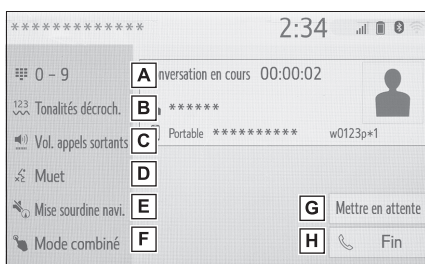 ************* 2:34
0 – 9
A nversation en cours 00:00:02
123 Tonalités décroch.
B ******
Vol. appels sortants
C Portable ********** w0123p*1
Muet
D
Mise sourdine navi.
E
G Mettre en attente
Mode combiné
F
H Fin